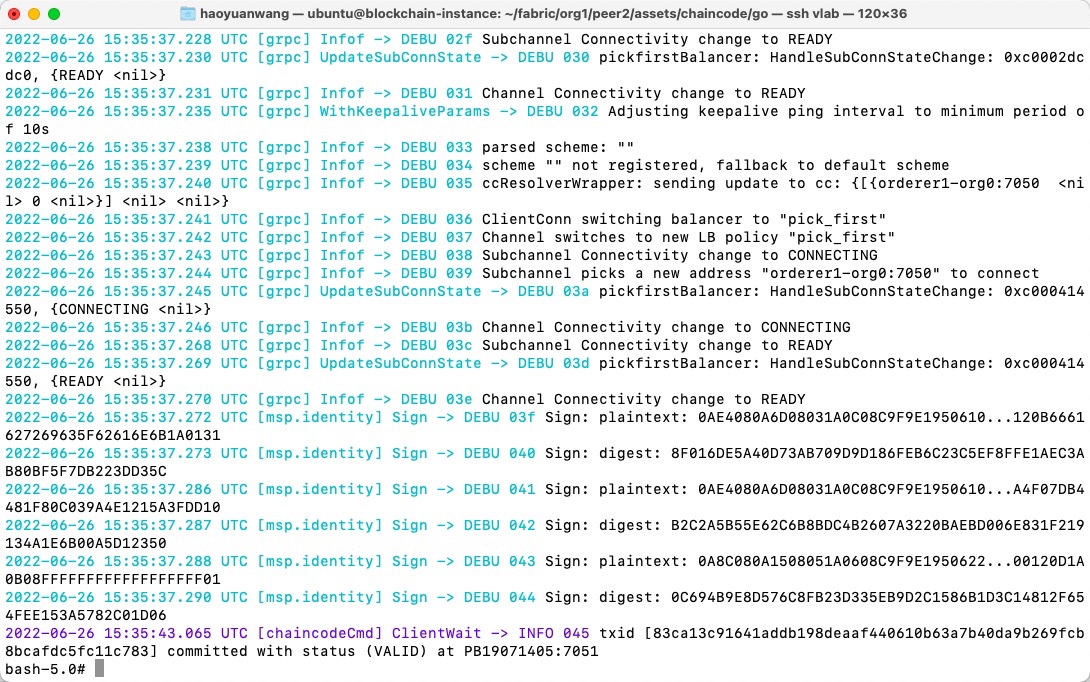 haoyuanwang — ubuntu@blockchain-instance: ~/fabric/org1/peer2/assets/chaincode/go — ssh vlab — 120×36
2022-06-26 15:35:37.228 UTC [grpc] Infof -> DEBU 02f Subchannel Connectivity change to READY
2022-06-26 15:35:37.230 UTC [grpc] UpdateSubConnState -> DEBU 030 pickfirstBalancer: HandleSubConnStateChange: 0xc0002dc
dc0, {READY <nil>}
2022-06-26 15:35:37.231 UTC [grpc] Infof -> DEBU 031 Channel Connectivity change to READY
2022-06-26 15:35:37.235 UTC [grpc] WithKeepaliveParams -> DEBU 032 Adjusting keepalive ping interval to minimum period o
f 10s
2022-06-26 15:35:37.238 UTC [grpc] Infof -> DEBU 033 parsed scheme: ""
2022-06-26 15:35:37.239 UTC [grpc] Infof -> DEBU 034 scheme "" not registered, fallback to default scheme
2022-06-26 15:35:37.240 UTC [grpc] Infof -> DEBU 035 ccResolverWrapper: sending update to cc: {[{orderer1-org0:7050  <ni
l> 0 <nil>}] <nil> <nil>}
2022-06-26 15:35:37.241 UTC [grpc] Infof -> DEBU 036 ClientConn switching balancer to "pick_first"
2022-06-26 15:35:37.242 UTC [grpc] Infof -> DEBU 037 Channel switches to new LB policy "pick_first"
2022-06-26 15:35:37.243 UTC [grpc] Infof -> DEBU 038 Subchannel Connectivity change to CONNECTING
2022-06-26 15:35:37.244 UTC [grpc] Infof -> DEBU 039 Subchannel picks a new address "orderer1-org0:7050" to connect
2022-06-26 15:35:37.245 UTC [grpc] UpdateSubConnState -> DEBU 03a pickfirstBalancer: HandleSubConnStateChange: 0xc000414
550, {CONNECTING <nil>}
2022-06-26 15:35:37.246 UTC [grpc] Infof -> DEBU 03b Channel Connectivity change to CONNECTING
2022-06-26 15:35:37.268 UTC [grpc] Infof -> DEBU 03c Subchannel Connectivity change to READY
2022-06-26 15:35:37.269 UTC [grpc] UpdateSubConnState -> DEBU 03d pickfirstBalancer: HandleSubConnStateChange: 0xc000414
550, {READY <nil>}
2022-06-26 15:35:37.270 UTC [grpc] Infof -> DEBU 03e Channel Connectivity change to READY
2022-06-26 15:35:37.272 UTC [msp.identity] Sign -> DEBU 03f Sign: plaintext: 0AE4080A6D08031A0C08C9F9E1950610...120B6661
627269635F62616E6B1A0131
2022-06-26 15:35:37.273 UTC [msp.identity] Sign -> DEBU 040 Sign: digest: 8F016DE5A40D73AB709D9D186FEB6C23C5EF8FFE1AEC3A
B80BF5F7DB223DD35C
2022-06-26 15:35:37.286 UTC [msp.identity] Sign -> DEBU 041 Sign: plaintext: 0AE4080A6D08031A0C08C9F9E1950610...A4F07DB4
481F80C039A4E1215A3FDD10
2022-06-26 15:35:37.287 UTC [msp.identity] Sign -> DEBU 042 Sign: digest: B2C2A5B55E62C6B8BDC4B2607A3220BAEBD006E831F219
134A1E6B00A5D12350
2022-06-26 15:35:37.288 UTC [msp.identity] Sign -> DEBU 043 Sign: plaintext: 0A8C080A1508051A0608C9F9E1950622...00120D1A
0B08FFFFFFFFFFFFFFFFFF01
2022-06-26 15:35:37.290 UTC [msp.identity] Sign -> DEBU 044 Sign: digest: 0C694B9E8D576C8FB23D335EB9D2C1586B1D3C14812F65
4FEE153A5782C01D06
2022-06-26 15:35:43.065 UTC [chaincodeCmd] ClientWait -> INFO 045 txid [83ca13c91641addb198deaaf440610b63a7b40da9b269fcb
8bcafdc5fc11c783] committed with status (VALID) at PB19071405:7051
bash-5.0#